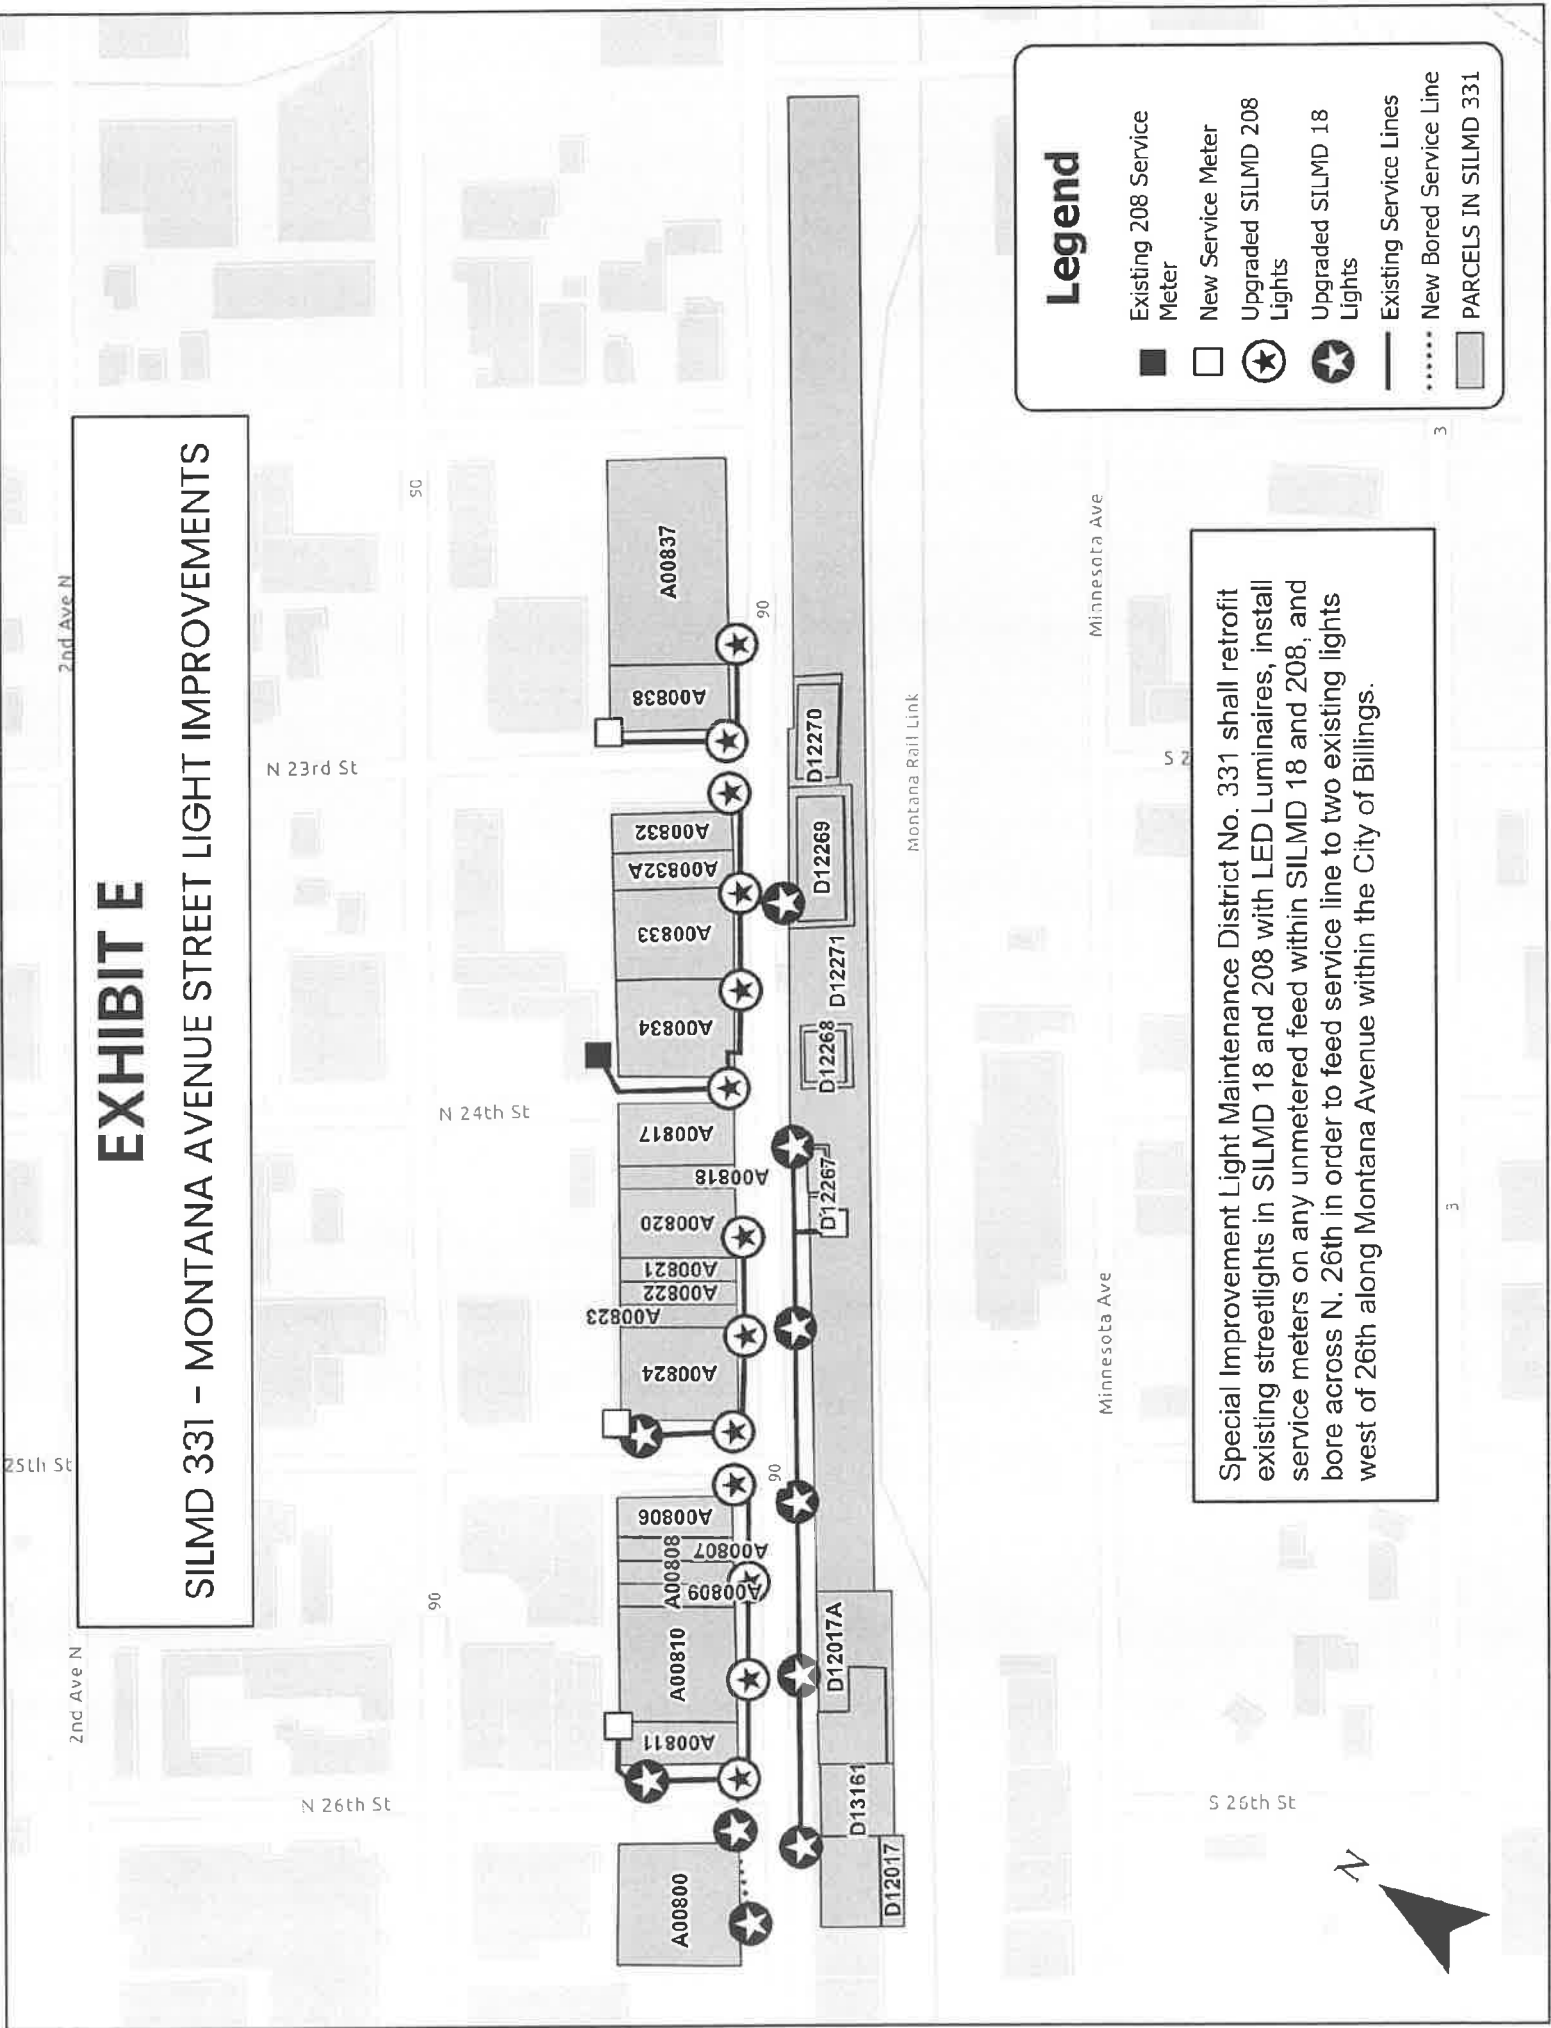 EXHIBIT E
SILMD 331 – MONTANA AVENUE STREET LIGHT IMPROVEMENTS
2nd Ave N
2nd Ave N
25th St
N 26th St
N 24th St
N 23rd St
90
90
90
90
A00800
A00811
A00810
A00809
A00808
A00807
A00806
A00824
A00823
A00822
A00821
A00820
A00818
A00817
A00834
A00833
A00832A
A00832
A00838
A00837
D12017
D13161
D12017A
D12267
D12268
D12271
D12269
D12270
Montana Rail Link
Minnesota Ave
Minnesota Ave
S 26th St
S 2
3
3
N
Special Improvement Light Maintenance District No. 331 shall retrofit
existing streetlights in SILMD 18 and 208 with LED Luminaires, install
service meters on any unmetered feed within SILMD 18 and 208, and
bore across N. 26th in order to feed service line to two existing lights
west of 26th along Montana Avenue within the City of Billings.
Legend
Existing 208 Service
Meter
New Service Meter
Upgraded SILMD 208
Lights
Upgraded SILMD 18
Lights
Existing Service Lines
New Bored Service Line
PARCELS IN SILMD 331